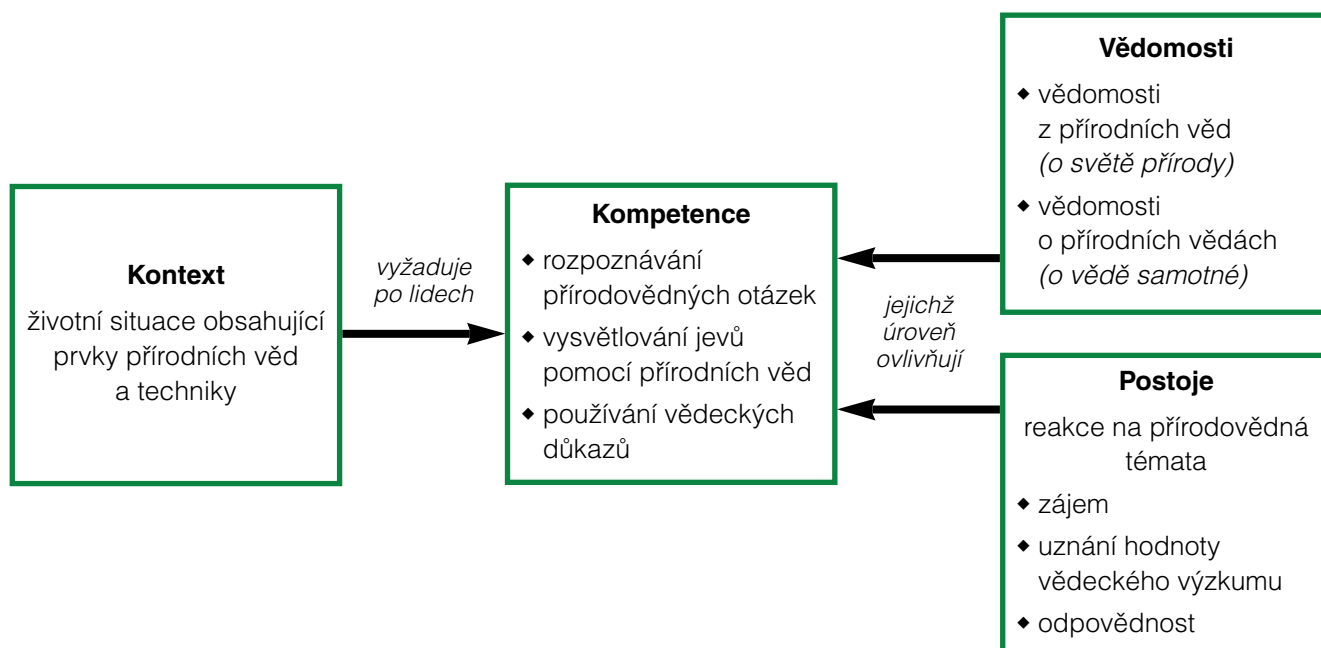 Kontext
životní situace obsahující
prvky přírodních věd
a techniky
vyžaduje
po lidech
Kompetence
◆ rozpoznávání
přírodovědných otázek
◆ vysvětlování jevů
pomocí přírodních věd
◆ používání vědeckých
důkazů
jejichž
úroveň
ovlivňují
Vědomosti
◆ vědomosti
z přírodních věd
(o světě přírody)
◆ vědomosti
o přírodních vědách
(o vědě samotné)
Postoje
reakce na přírodovědná
témata
◆ zájem
◆ uznání hodnoty
vědeckého výzkumu
◆ odpovědnost